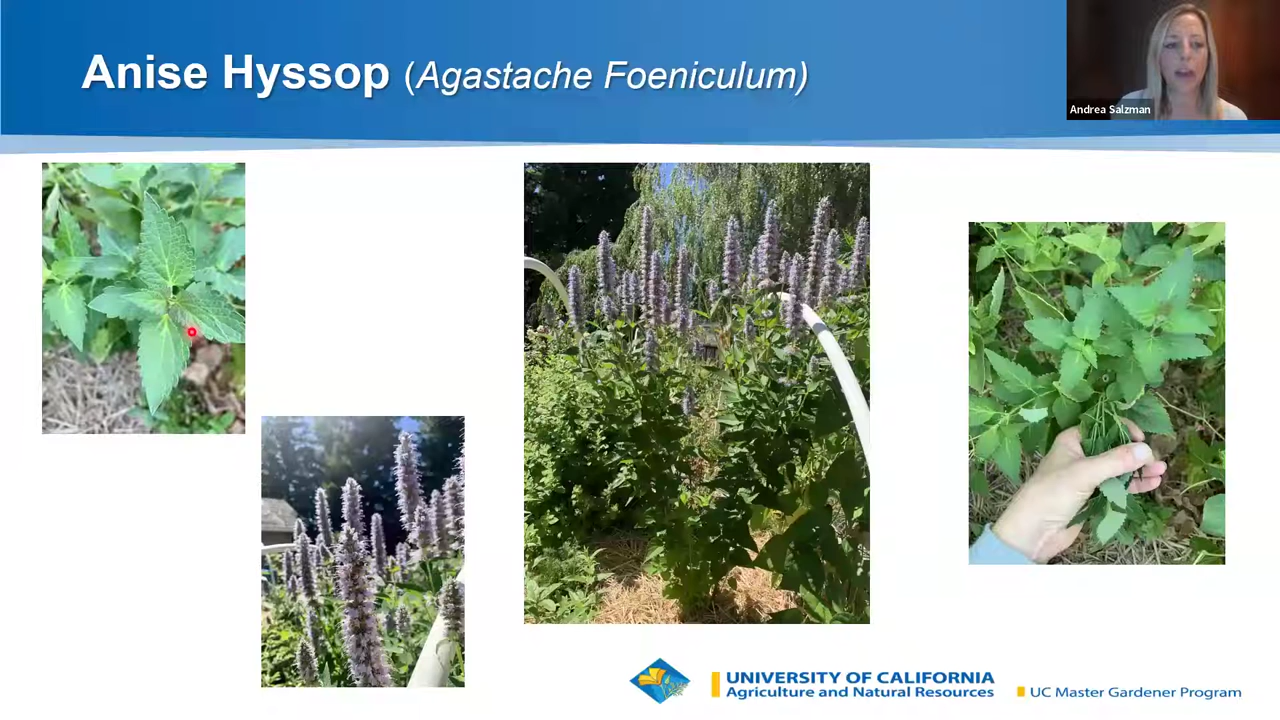 Anise Hyssop (Agastache Foeniculum)
Andrea Salzman
UNIVERSITY OF CALIFORNIA
Agriculture and Natural Resources
UC Master Gardener Program